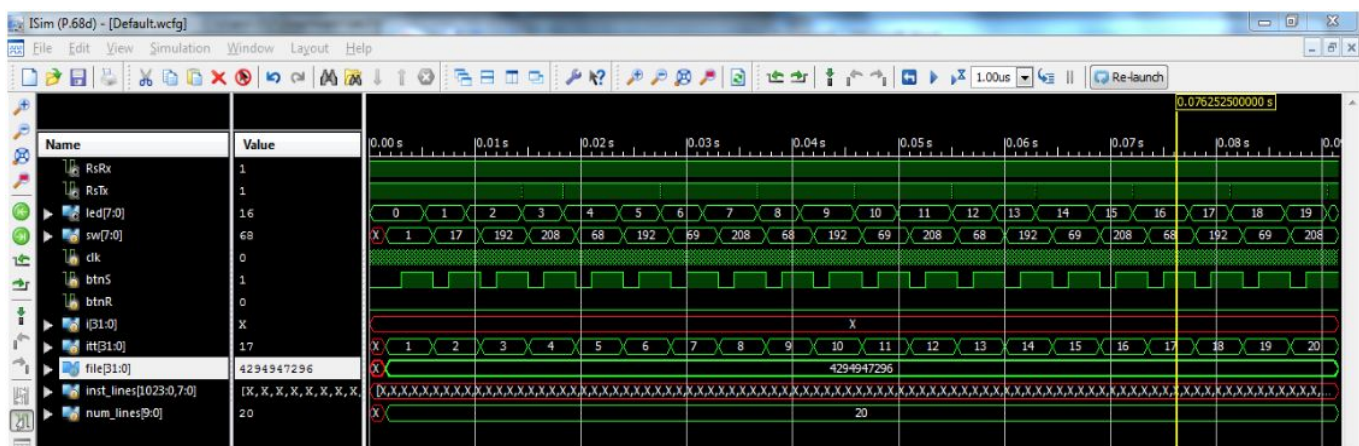 ISim (P.68d) - [Default.wcfg]
File Edit View Simulation Window Layout Help
1.00us Re-launch
0.076252500000 s
Name Value 0.00 s 0.01 s 0.02 s 0.03 s 0.04 s 0.05 s 0.06 s 0.07 s 0.08 s
RsRx 1
RsTx 1
led[7:0] 16 0 1 2 3 4 5 6 7 8 9 10 11 12 13 14 15 16 17 18 19
sw[7:0] 68 X 1 17 192 208 68 192 69 208 68 192 69 208 68 192 69 208 68 192 69 208
clk 0
btnS 1
btnR 0
i[31:0] X X
itt[31:0] 17 X 1 2 3 4 5 6 7 8 9 10 11 12 13 14 15 16 17 18 19 20
file[31:0] 4294947296 X 4294947296
inst_lines[1023:0,7:0] [X,X,X,X,X,X,X,
num_lines[9:0] 20 X 20